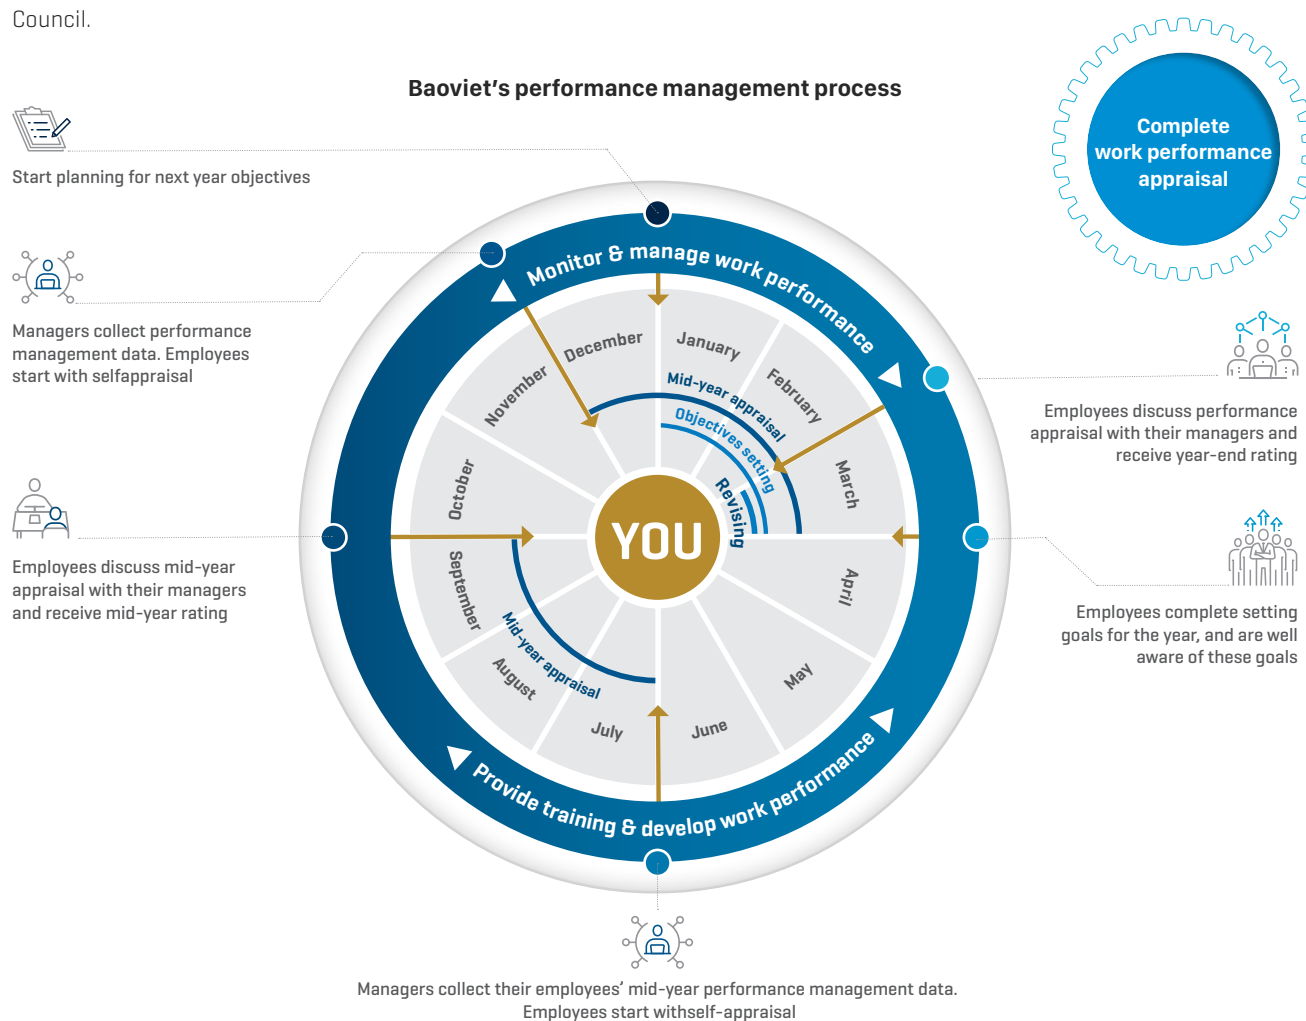 Council.
Baoviet's performance management process
Complete
work performance
appraisal
Start planning for next year objectives
Managers collect performance
management data. Employees
start with selfappraisal
Employees discuss mid-year
appraisal with their managers
and receive mid-year rating
Monitor & manage work performance
December
January
February
March
April
May
June
July
August
September
October
November
Mid-year appraisal
Objectives setting
Revising
YOU
Mid-year appraisal
Provide training & develop work performance
Employees discuss performance
appraisal with their managers and
receive year-end rating
Employees complete setting
goals for the year, and are well
aware of these goals
Managers collect their employees' mid-year performance management data.
Employees start withself-appraisal